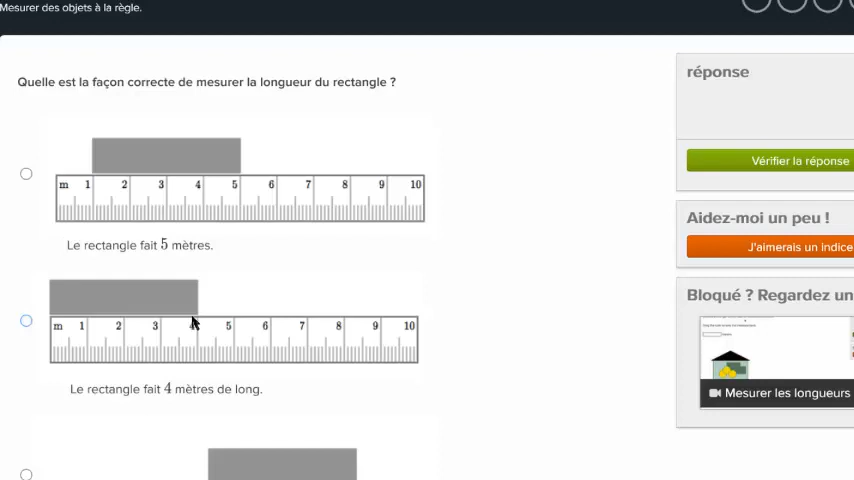 Mesurer des objets à la règle.
Quelle est la façon correcte de mesurer la longueur du rectangle ?
m 1 2 3 4 5 6 7 8 9 10
Le rectangle fait 5 mètres.
m 1 2 3 4 5 6 7 8 9 10
Le rectangle fait 4 mètres de long.
réponse
Vérifier la réponse
Aidez-moi un peu !
J'aimerais un indice
Bloqué ? Regardez un
Mesurer les longueurs